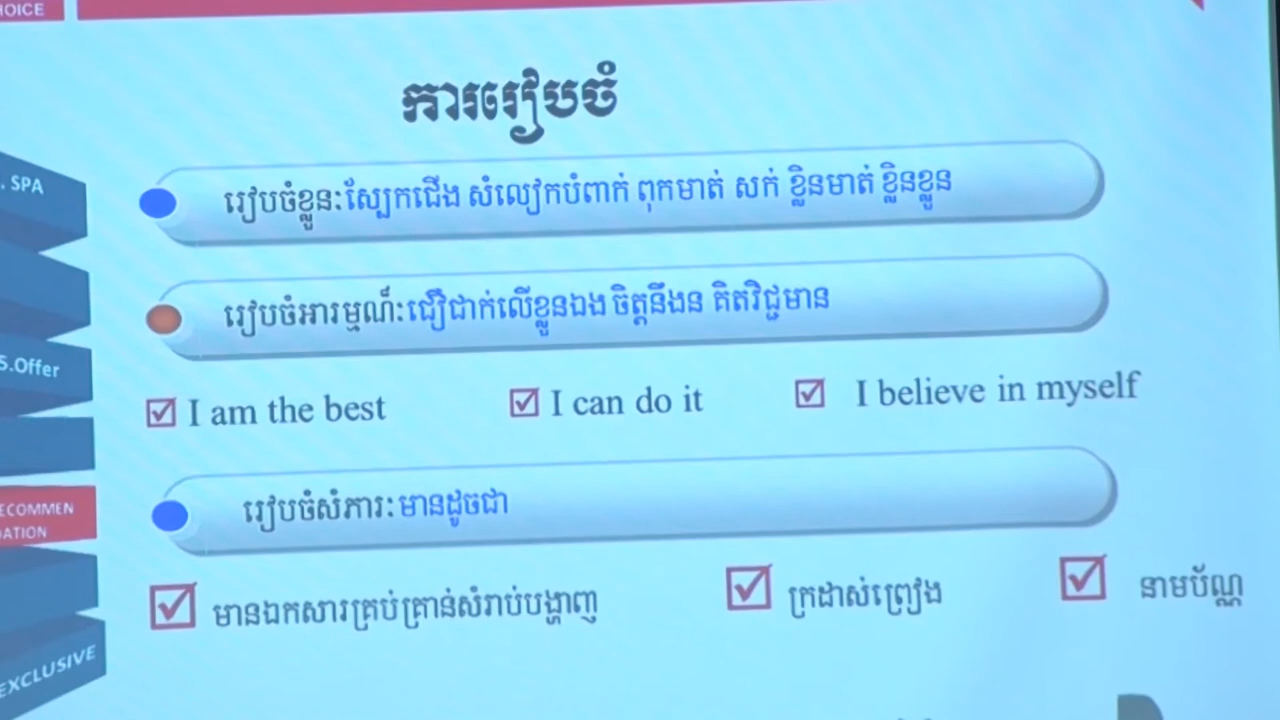 HOICE
ការរៀបចំ
. SPA
រៀបចំខ្លួន: ស្បែកជើង សំលៀកបំពាក់ ពុកមាត់ សក់ ខ្លិនមាត់ ខ្លិនខ្លួន
រៀបចំអារម្មណ៍: ជឿជាក់លើខ្លួនឯង ចិត្តនឹងន គិតវិជ្ជមាន
S.Offer
I am the best I can do it I believe in myself
រៀបចំសំភារ: មានដូចជា
ECOMMEN
DATION
មានឯកសារគ្រប់គ្រាន់សំរាប់បង្ហាញ ក្រដាស់ព្រៀង នាមប័ណ្ណ
EXCLUSIVE